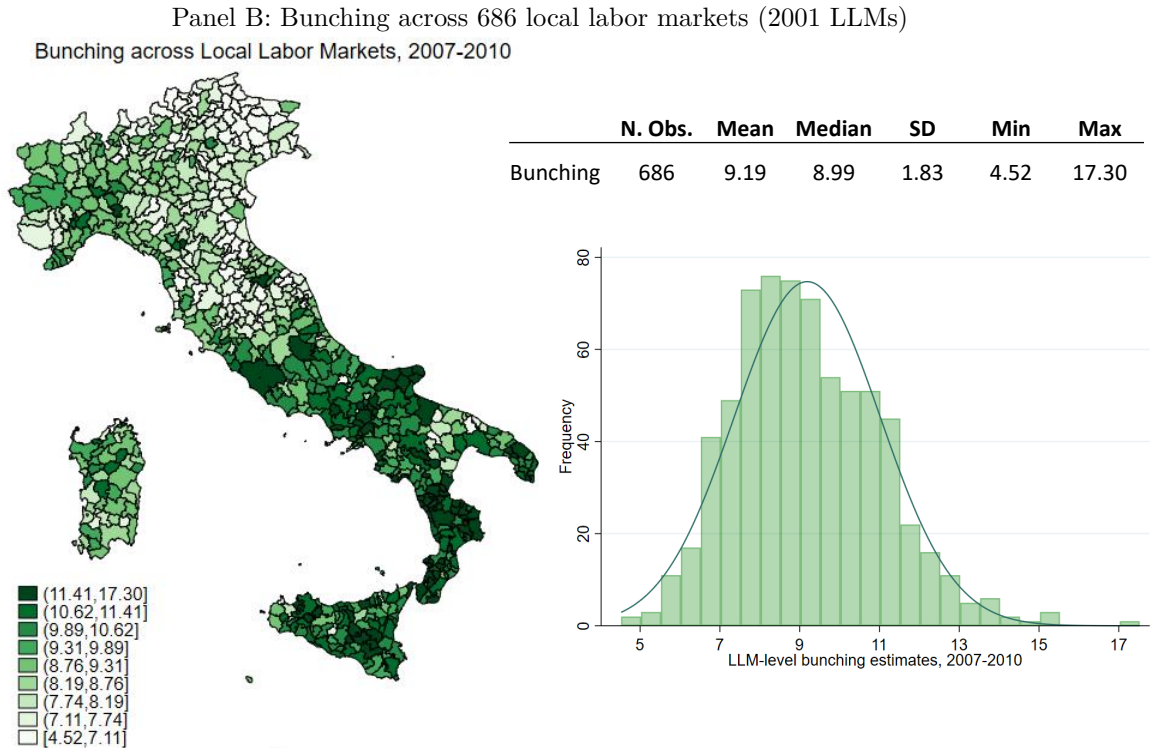 Panel B: Bunching across 686 local labor markets (2001 LLMs)
Bunching across Local Labor Markets, 2007-2010
N. Obs. Mean Median SD Min Max
Bunching 686 9.19 8.99 1.83 4.52 17.30
(11.41,17.30]
(10.62,11.41]
(9.89,10.62]
(9.31,9.89]
(8.76,9.31]
(8.19,8.76]
(7.74,8.19]
(7.11,7.74]
[4.52,7.11]
80
60
40
20
0
Frequency
5 7 9 11 13 15 17
LLM-level bunching estimates, 2007-2010